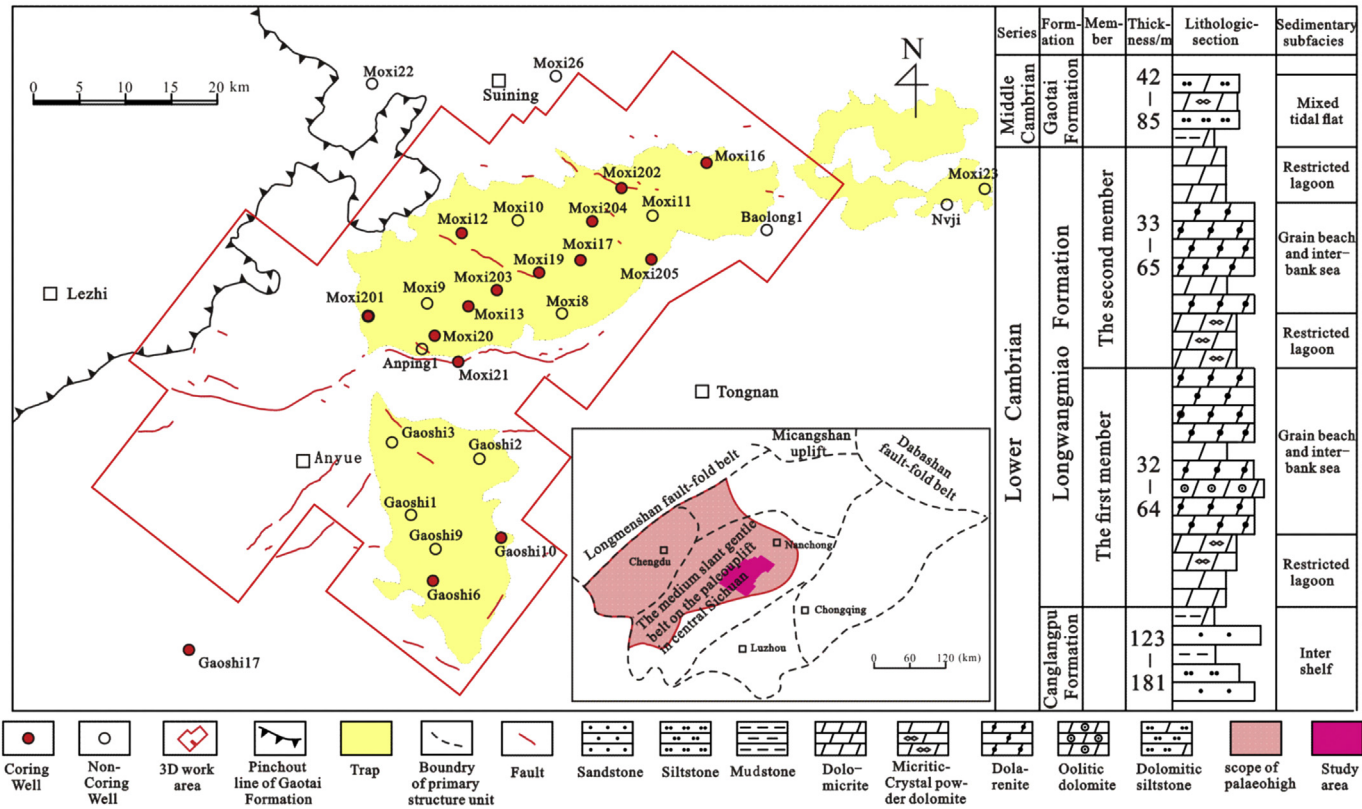 0 5 10 15 20 km
N
Moxi22
Moxi26
Suining
Moxi16
Moxi202
Moxi23
Moxi10
Moxi204
Moxi11
Moxi12
Baolong1
Nvji
Moxi17
Moxi19
Moxi205
Moxi203
Lezhi
Moxi201
Moxi9
Moxi13
Moxi8
Moxi20
Anping1
Moxi21
Tongnan
Gaoshi3
Gaoshi2
Anyue
Gaoshi1
Gaoshi9
Gaoshi10
Gaoshi6
Gaoshi17
Micangshan
uplift
Dabashan
fault-fold belt
Longmenshan fault-fold belt
Chengdu
Nanchong
The medium slant gentle
belt on the paleouplift
in central Sichuan
Chongqing
Luzhou
0 60 120 (km)
Series
Form-
ation
Mem-
ber
Thick-
ness/m
Lithologic-
section
Sedimentary
subfacies
Middle
Cambrian
Gaotai
Formation
42
85
Mixed
tidal flat
Lower Cambrian
Longwangmiao Formation
The second member
33
65
Restricted
lagoon
Grain beach
and inter-
bank sea
Restricted
lagoon
The first member
32
64
Grain beach
and inter-
bank sea
Restricted
lagoon
Canglangpu
Formation
123
181
Inter
shelf
Coring
Well
Non-
Coring
Well
3D work
area
Pinchout
line of Gaotai
Formation
Trap
Boundry
of primary
structure unit
Fault
Sandstone
Siltstone
Mudstone
Dolo-
micrite
Micritic-
Crystal pow-
der dolomite
Dola-
renite
Oolitic
dolomite
Dolomitic
siltstone
scope of
palaeohigh
Study
area